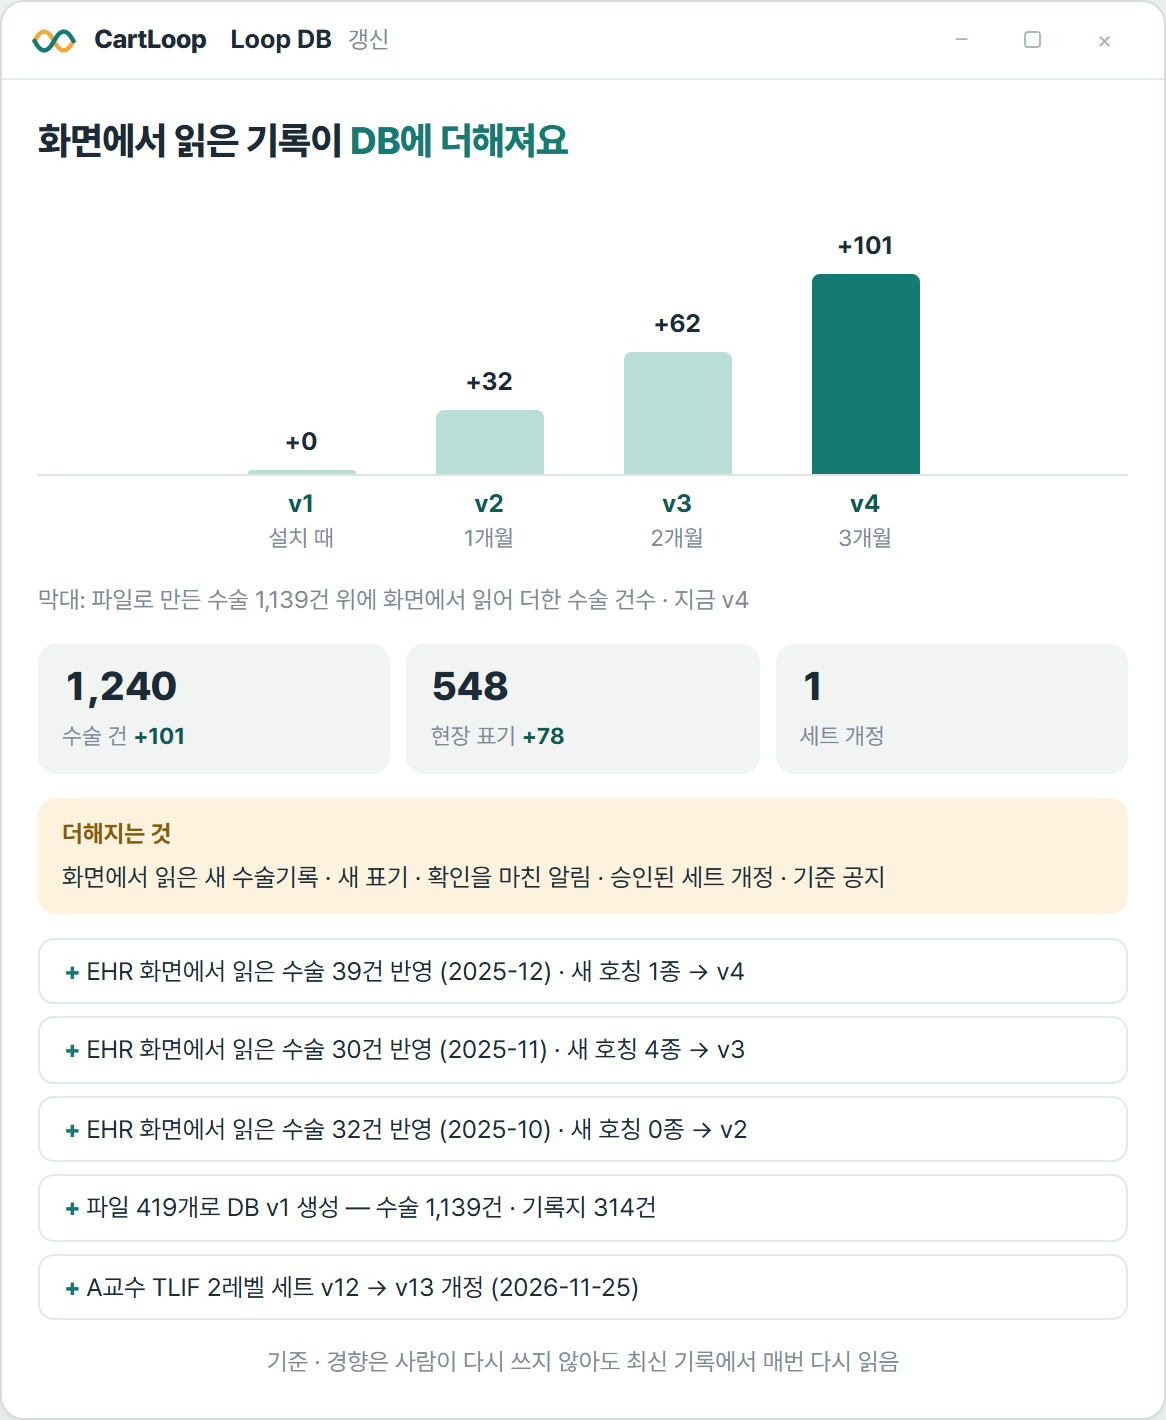 CartLoop Loop DB 갱신
화면에서 읽은 기록이 DB에 더해져요
+0
+32
+62
+101
v1
v2
v3
v4
설치 때
1개월
2개월
3개월
막대: 파일로 만든 수술 1,139건 위에 화면에서 읽어 더한 수술 건수 · 지금 v4
1,240
수술 건 +101
548
현장 표기 +78
1
세트 개정
더해지는 것
화면에서 읽은 새 수술기록 · 새 표기 · 확인을 마친 알림 · 승인된 세트 개정 · 기준 공지
+ EHR 화면에서 읽은 수술 39건 반영 (2025-12) · 새 호칭 1종 → v4
+ EHR 화면에서 읽은 수술 30건 반영 (2025-11) · 새 호칭 4종 → v3
+ EHR 화면에서 읽은 수술 32건 반영 (2025-10) · 새 호칭 0종 → v2
+ 파일 419개로 DB v1 생성 — 수술 1,139건 · 기록지 314건
+ A교수 TLIF 2레벨 세트 v12 → v13 개정 (2026-11-25)
기준 · 경향은 사람이 다시 쓰지 않아도 최신 기록에서 매번 다시 읽음